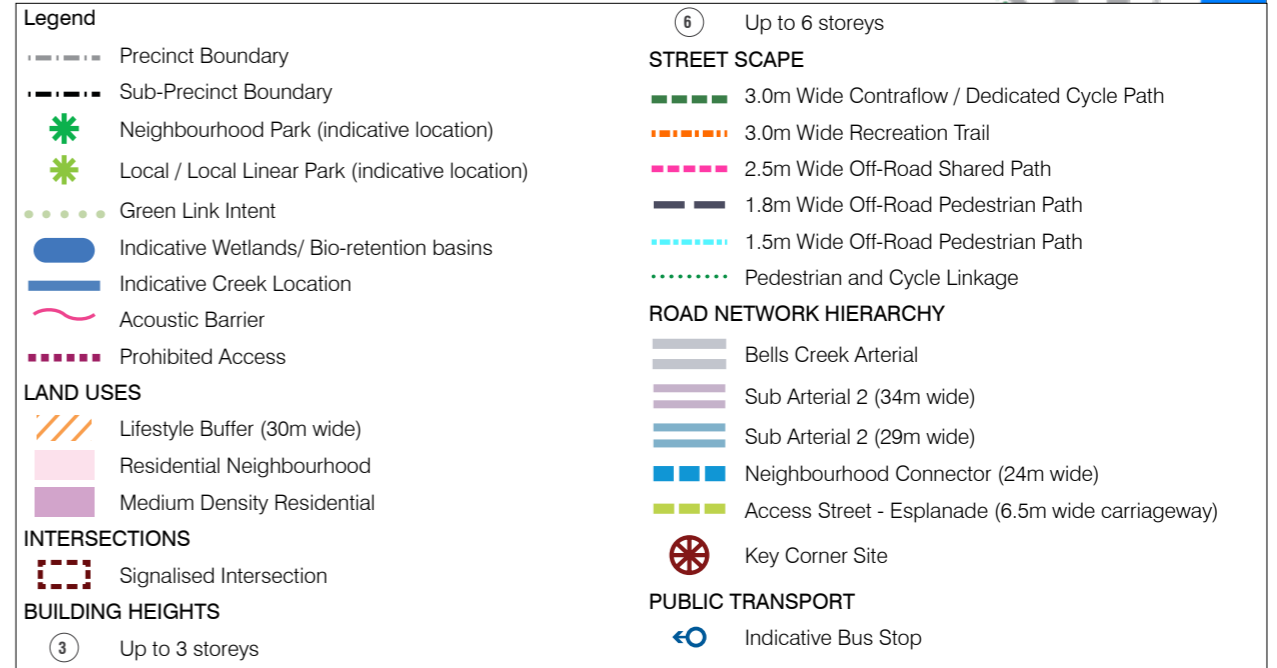 Legend
Precinct Boundary
Sub-Precinct Boundary
Neighbourhood Park (indicative location)
Local / Local Linear Park (indicative location)
Green Link Intent
Indicative Wetlands/ Bio-retention basins
Indicative Creek Location
Acoustic Barrier
Prohibited Access
LAND USES
Lifestyle Buffer (30m wide)
Residential Neighbourhood
Medium Density Residential
INTERSECTIONS
Signalised Intersection
BUILDING HEIGHTS
3 Up to 3 storeys
6 Up to 6 storeys
STREET SCAPE
3.0m Wide Contraflow / Dedicated Cycle Path
3.0m Wide Recreation Trail
2.5m Wide Off-Road Shared Path
1.8m Wide Off-Road Pedestrian Path
1.5m Wide Off-Road Pedestrian Path
Pedestrian and Cycle Linkage
ROAD NETWORK HIERARCHY
Bells Creek Arterial
Sub Arterial 2 (34m wide)
Sub Arterial 2 (29m wide)
Neighbourhood Connector (24m wide)
Access Street - Esplanade (6.5m wide carriageway)
Key Corner Site
PUBLIC TRANSPORT
Indicative Bus Stop